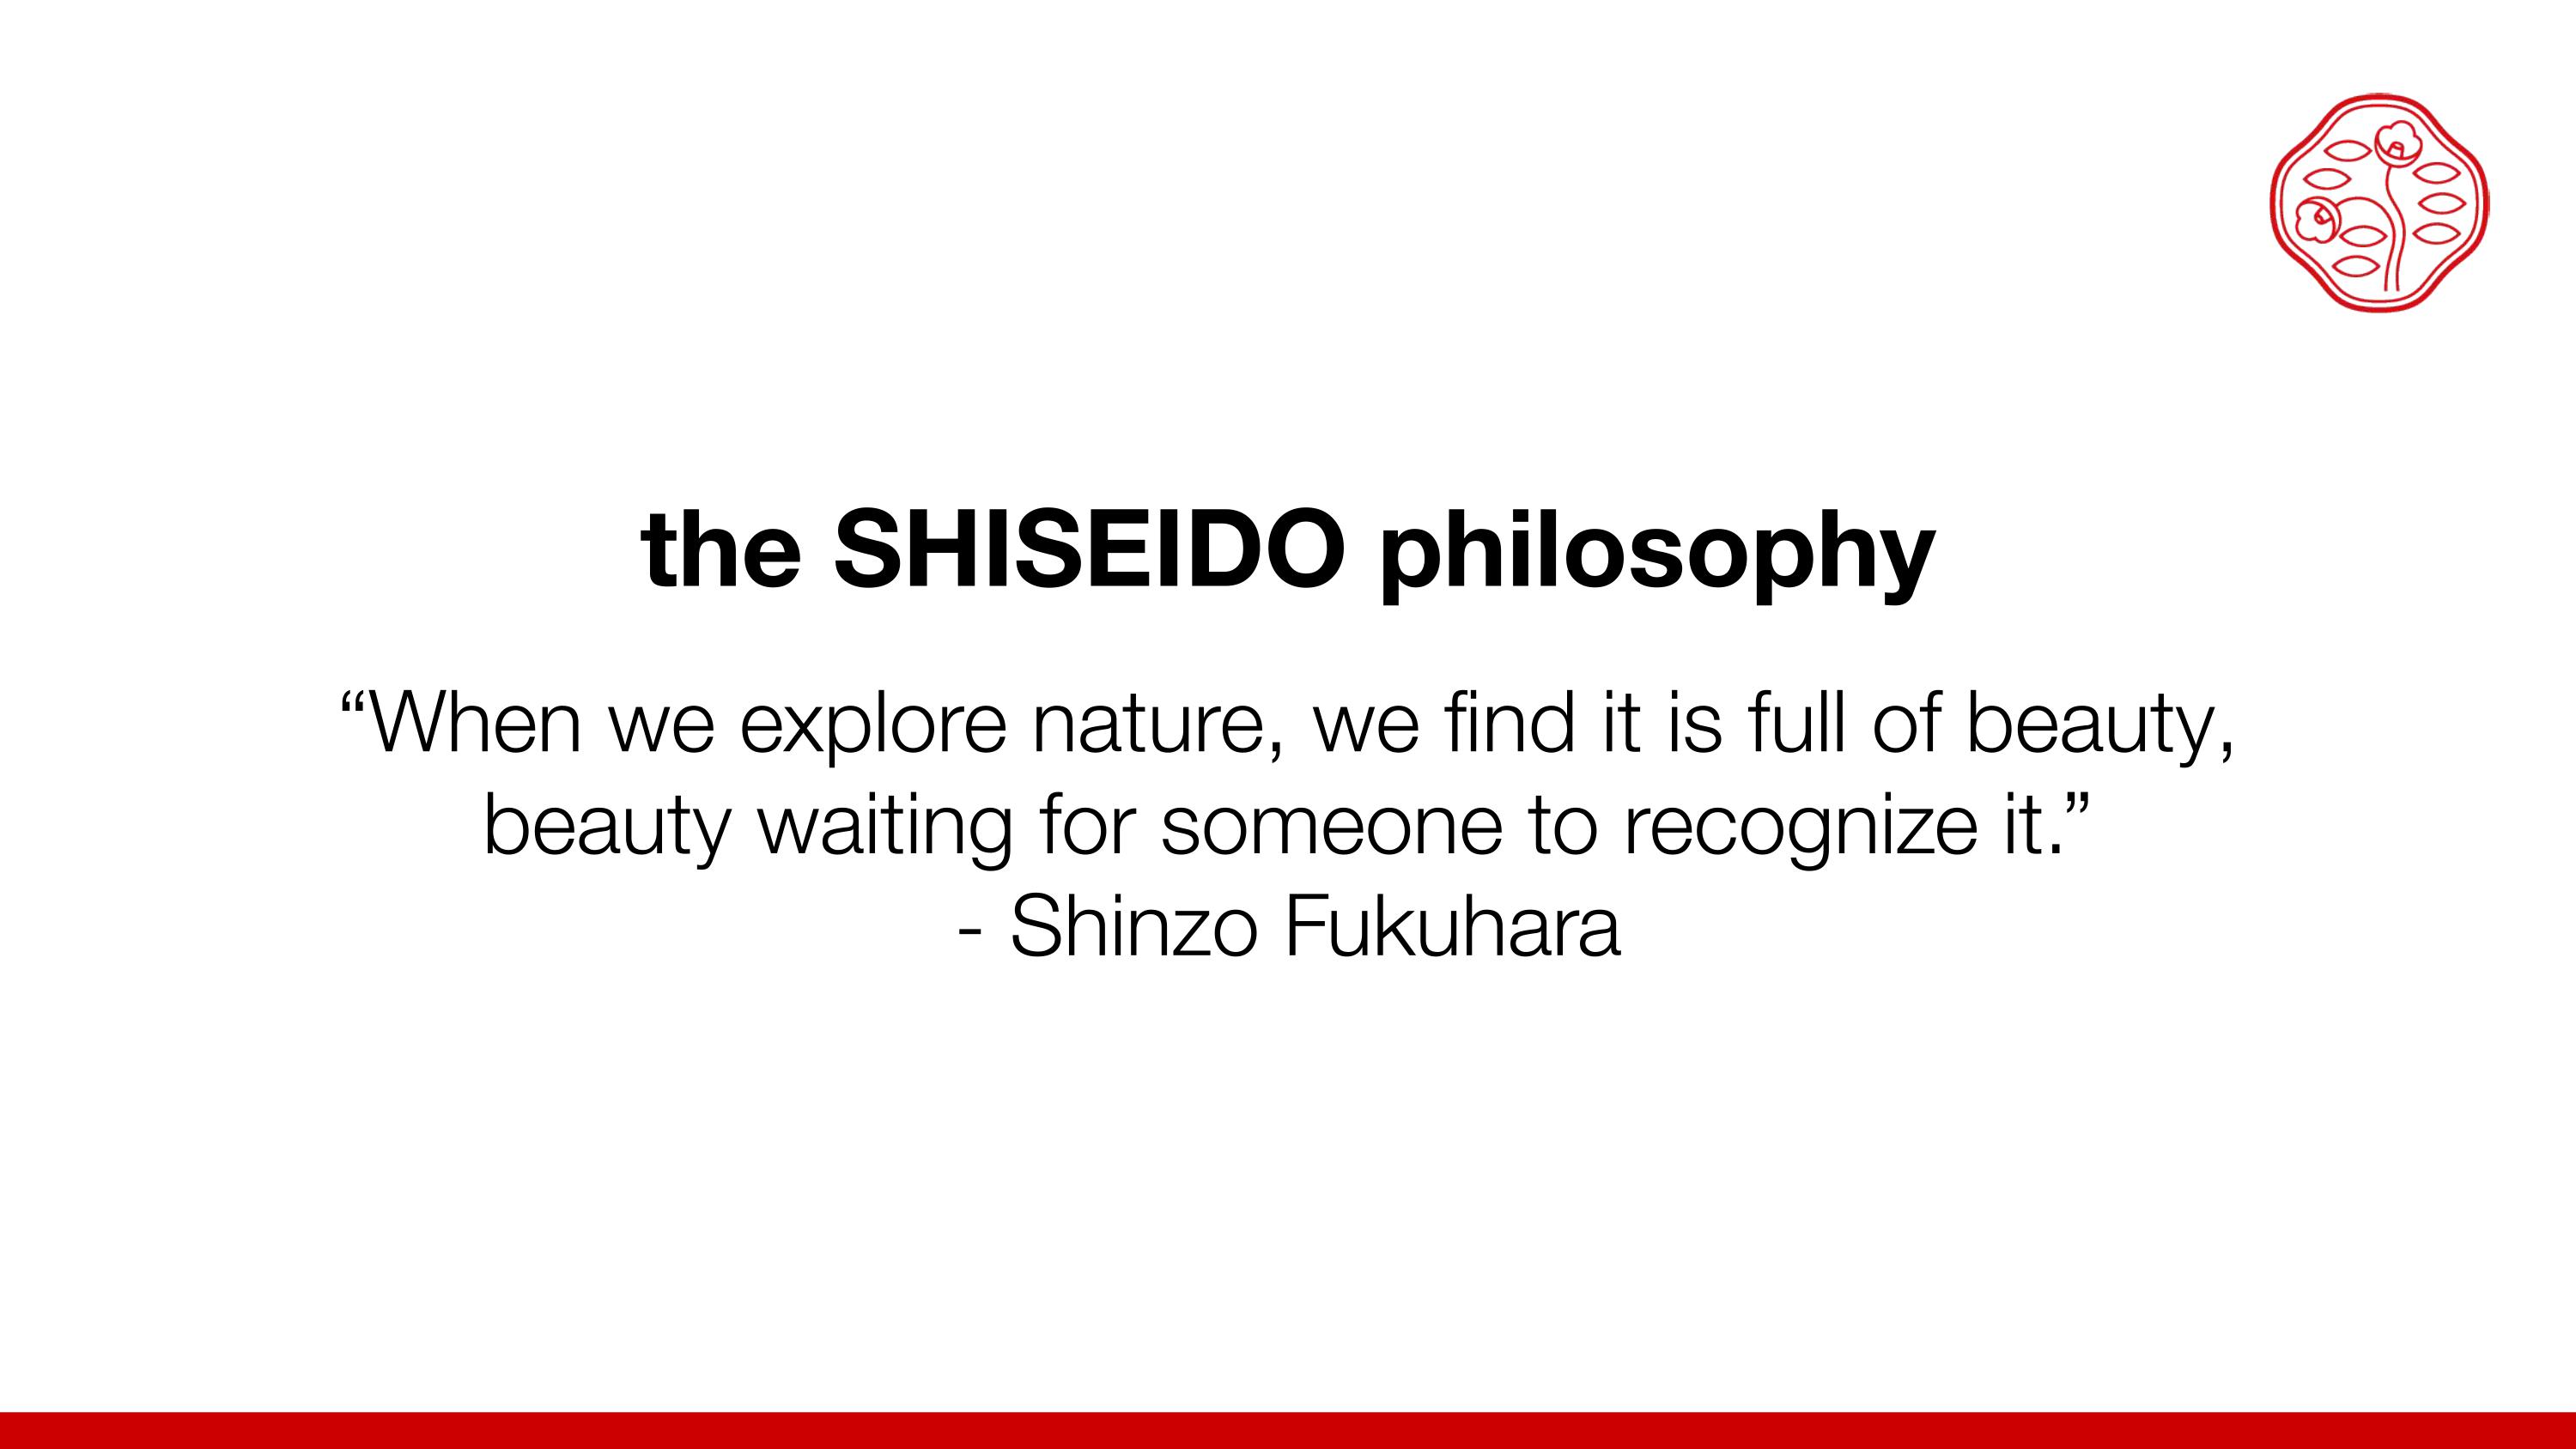 the SHISEIDO philosophy
“When we explore nature, we find it is full of beauty,
beauty waiting for someone to recognize it.”
- Shinzo Fukuhara